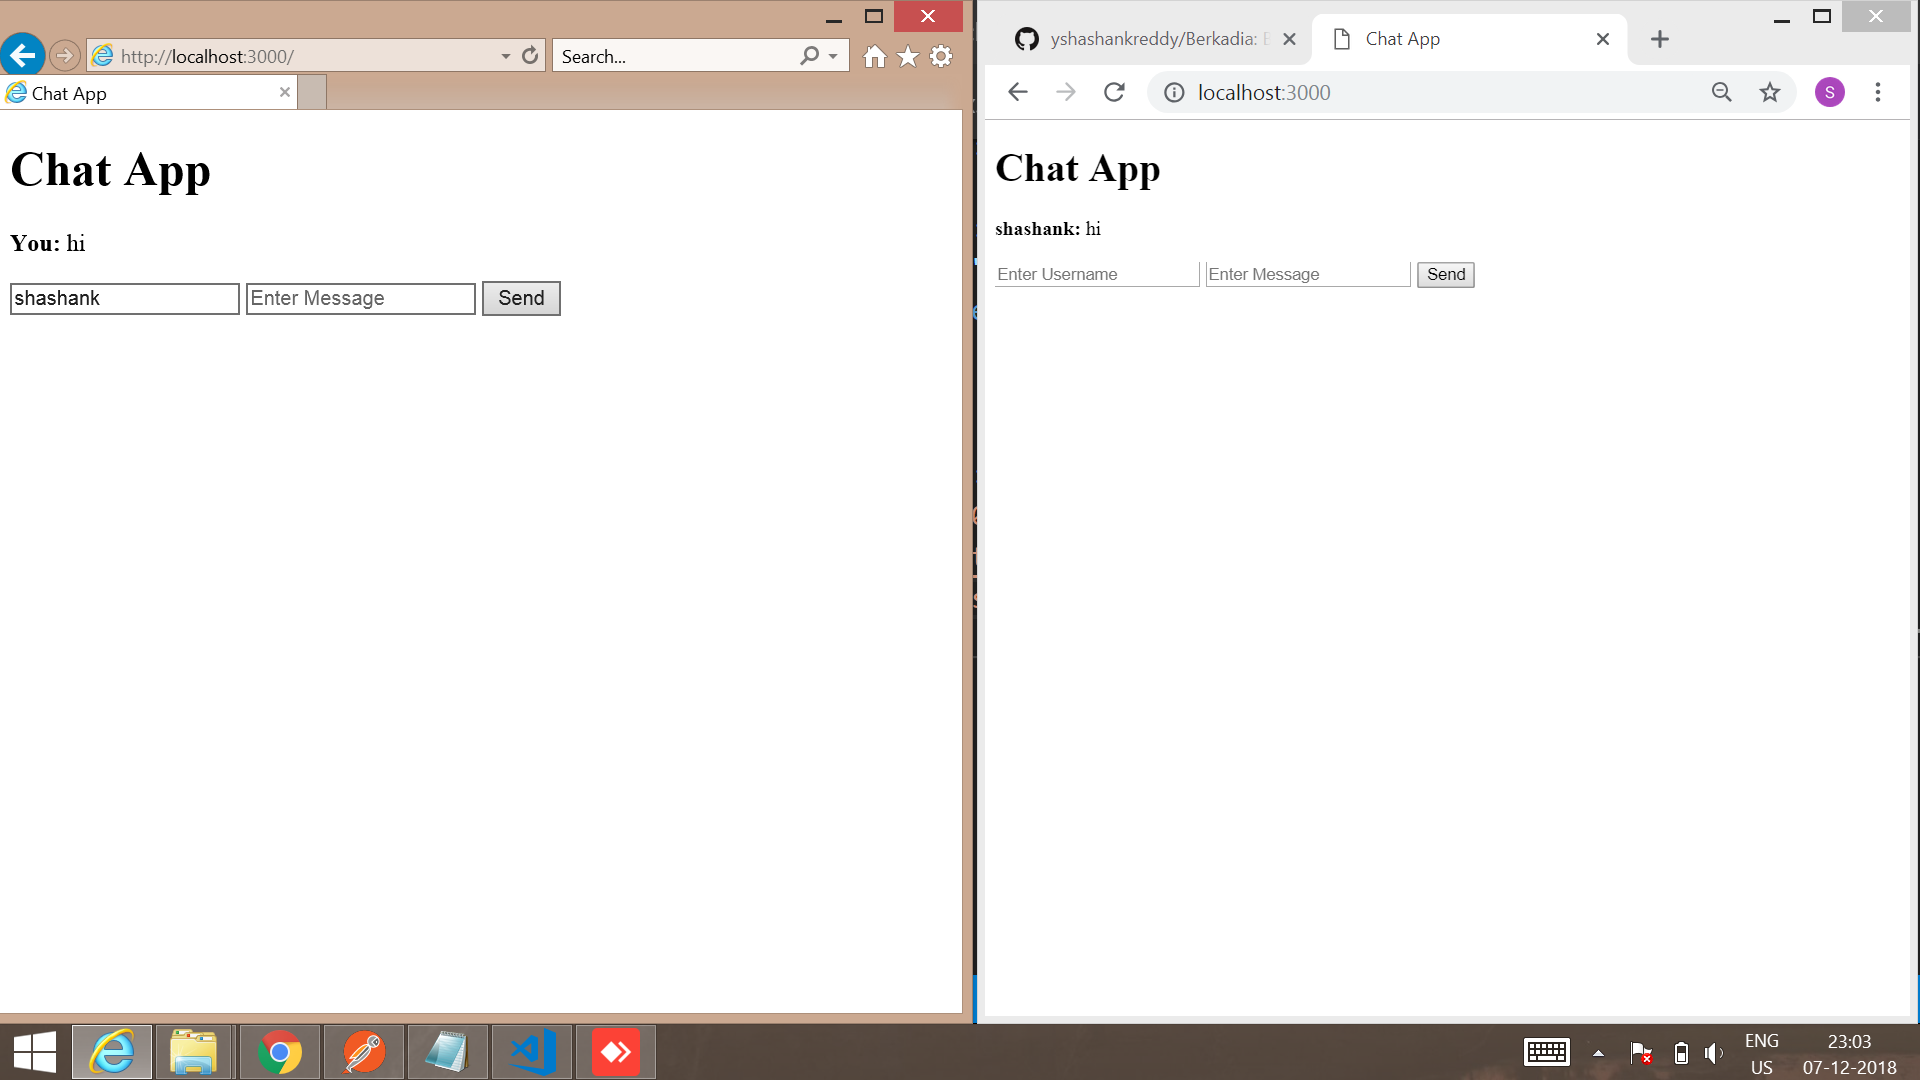 http://localhost:3000/
Search...
Chat App
Chat App
You: hi
shashank
Enter Message
Send
yshashankreddy/Berkadia:
Chat App
localhost:3000
S
Chat App
shashank: hi
Enter Username
Enter Message
Send
ENG
US
23:03
07-12-2018